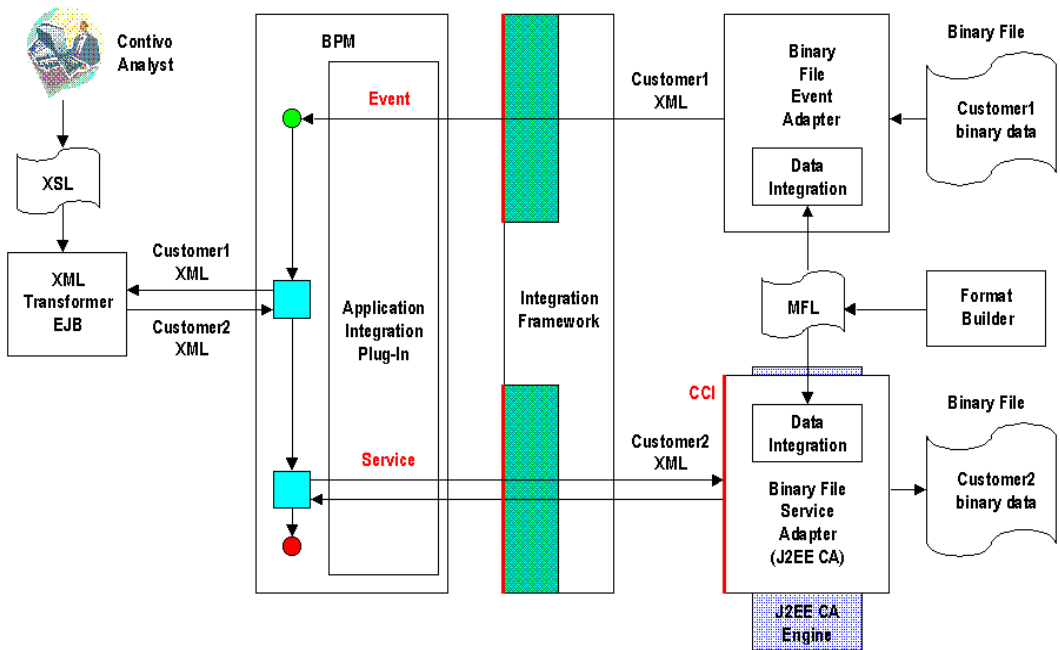 Contivo
Analyst
XSL
XML
Transformer
EJB
Customer1
XML
Customer2
XML
BPM
Event
Application
Integration
Plug-In
Service
Integration
Framework
Customer1
XML
Binary
File
Event
Adapter
Data
Integration
Binary File
Customer1
binary data
MFL
Format
Builder
CCI
Customer2
XML
Data
Integration
Binary File
Service
Adapter
(J2EE CA)
J2EE CA
Engine
Binary File
Customer2
binary data